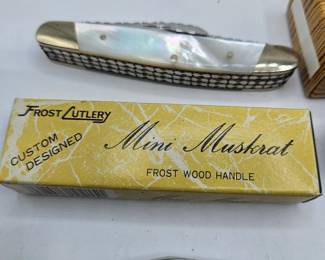 FROST CUTLERY
CUSTOM
DESIGNED
Mini Muskrat
FROST WOOD HANDLE